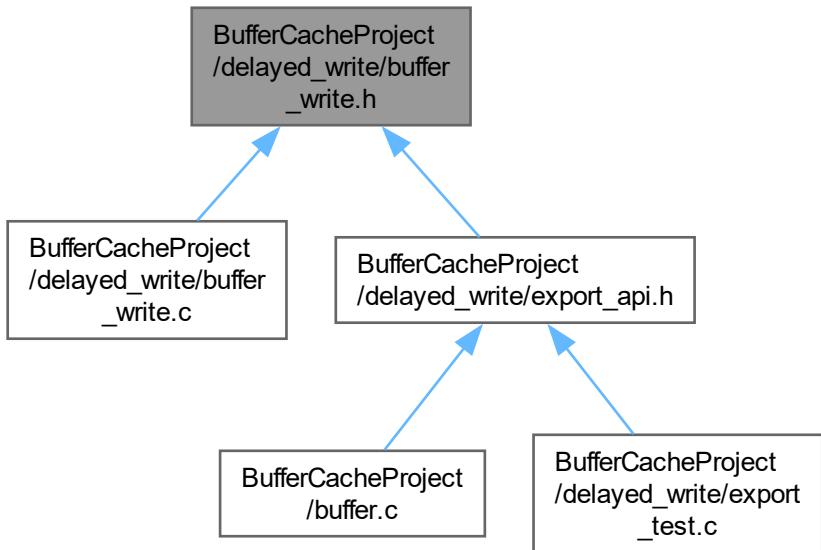 BufferCacheProject
/delayed_write/buffer
_write.h
BufferCacheProject
/delayed_write/buffer
_write.c
BufferCacheProject
/delayed_write/export_api.h
BufferCacheProject
/buffer.c
BufferCacheProject
/delayed_write/export
_test.c